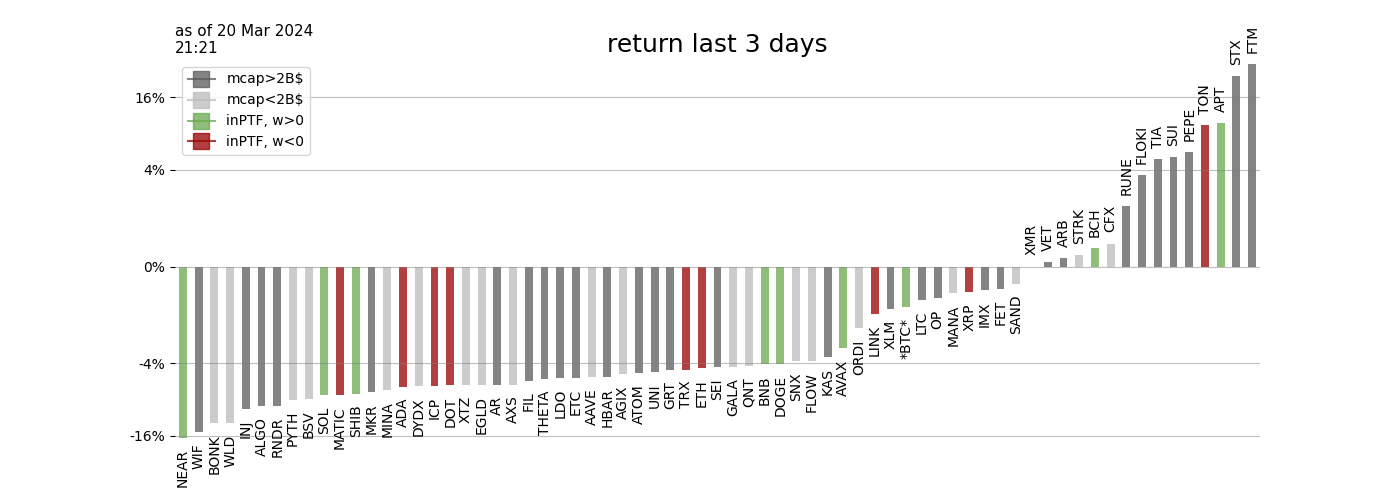 as of 20 Mar 2024
21:21
return last 3 days
mcap>2B$
mcap<2B$
inPTF, w>0
inPTF, w<0
16%
4%
0%
-4%
-16%
NEAR
WIF
BONK
WLD
INJ
ALGO
RNDR
PYTH
BSV
SOL
MATIC
SHIB
MKR
MINA
ADA
DYDX
ICP
DOT
XTZ
EGLD
AR
AXS
FIL
THETA
LDO
ETC
AAVE
HBAR
AGIX
ATOM
UNI
GRT
TRX
ETH
SEI
GALA
QNT
BNB
DOGE
SNX
FLOW
KAS
AVAX
ORDI
LINK
XLM
*BTC*
LTC
OP
MANA
XRP
IMX
FET
SAND
XMR
VET
ARB
STRK
BCH
CFX
RUNE
FLOKI
TIA
SUI
PEPE
TON
APT
STX
FTM